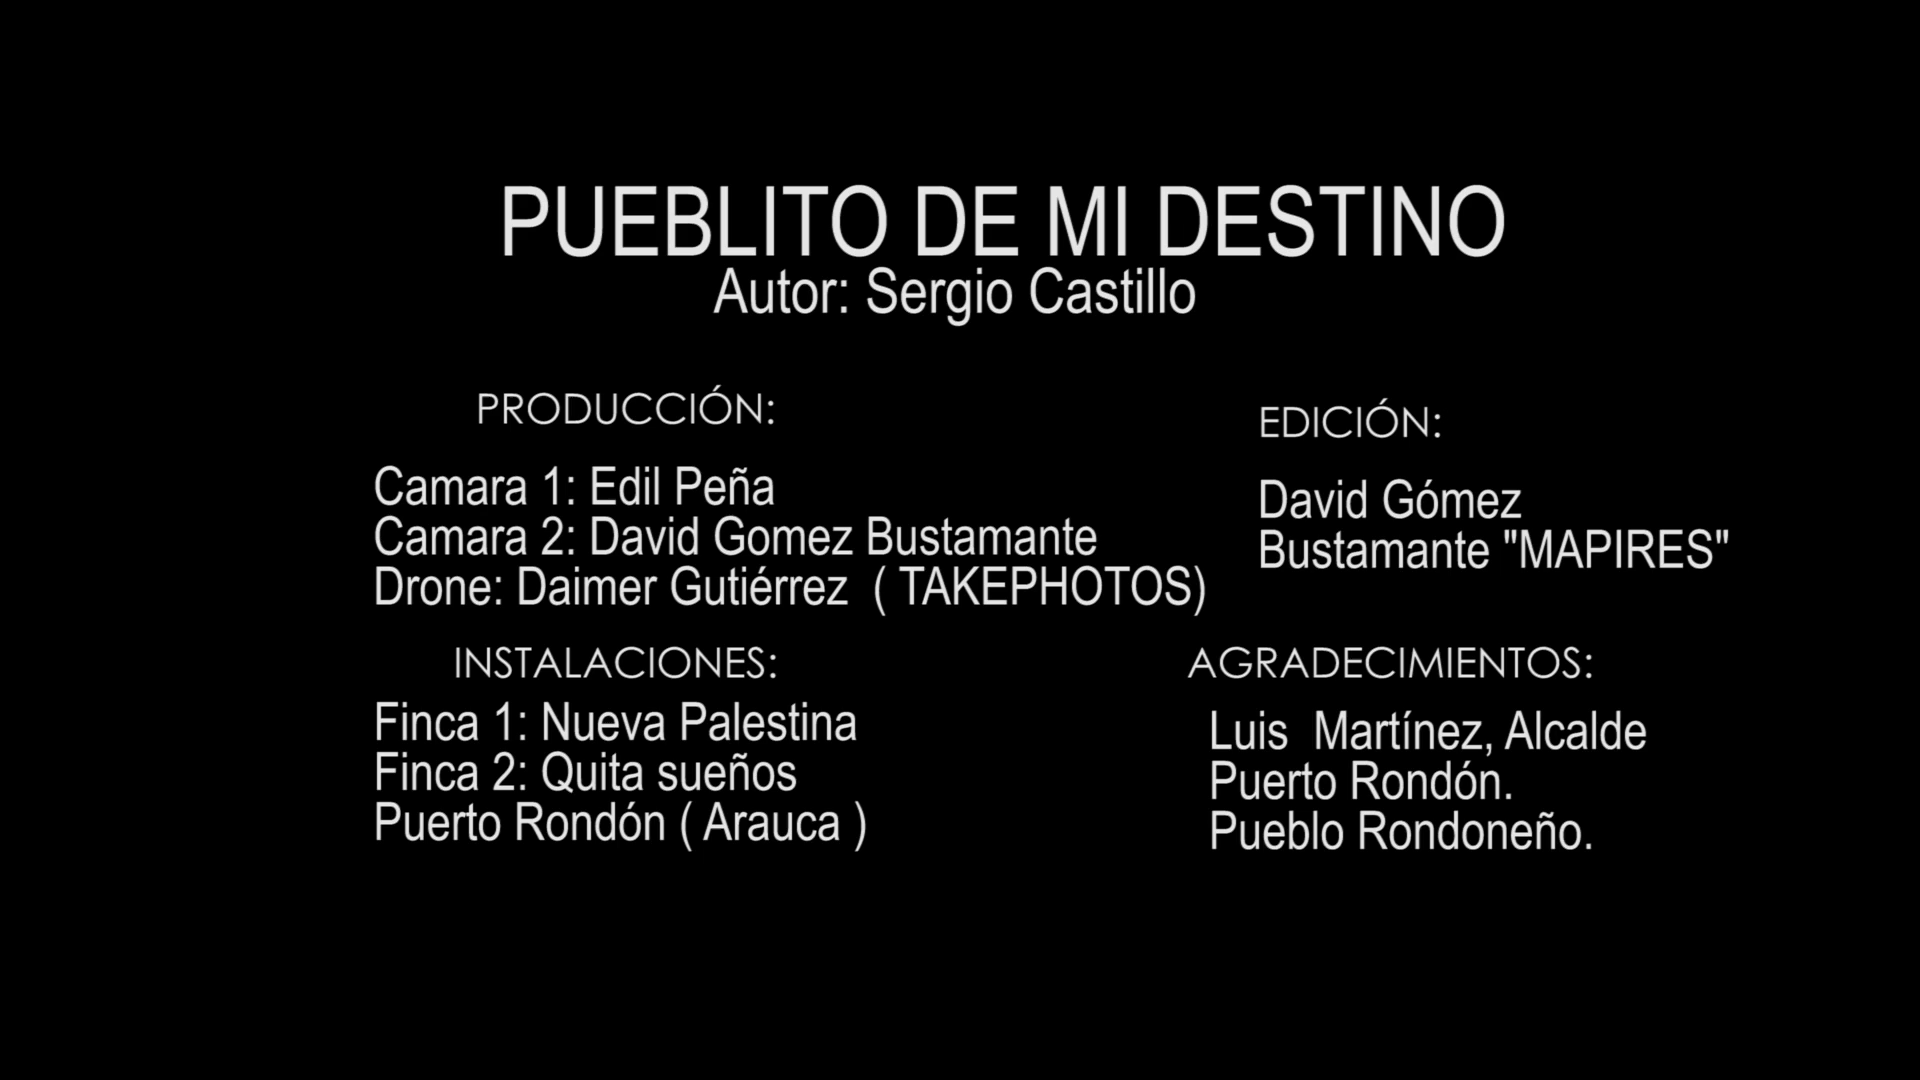 PUEBLITO DE MI DESTINO
Autor: Sergio Castillo
PRODUCCIÓN:
Camara 1: Edil Peña
Camara 2: David Gomez Bustamante
Drone: Daimer Gutiérrez ( TAKEPHOTOS)
EDICIÓN:
David Gómez
Bustamante "MAPIRES"
INSTALACIONES:
Finca 1: Nueva Palestina
Finca 2: Quita sueños
Puerto Rondón ( Arauca )
AGRADECIMIENTOS:
Luis Martínez, Alcalde
Puerto Rondón.
Pueblo Rondoneño.